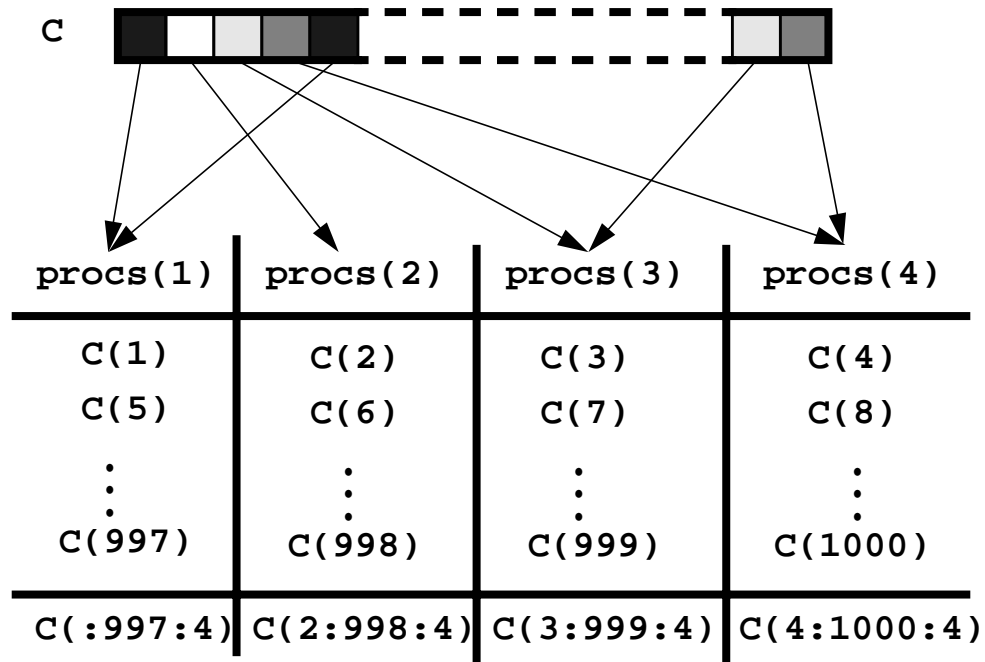 C
procs(1) procs(2) procs(3) procs(4)
C(1) C(2) C(3) C(4)
C(5) C(6) C(7) C(8)
C(997) C(998) C(999) C(1000)
C(:997:4) C(2:998:4) C(3:999:4) C(4:1000:4)